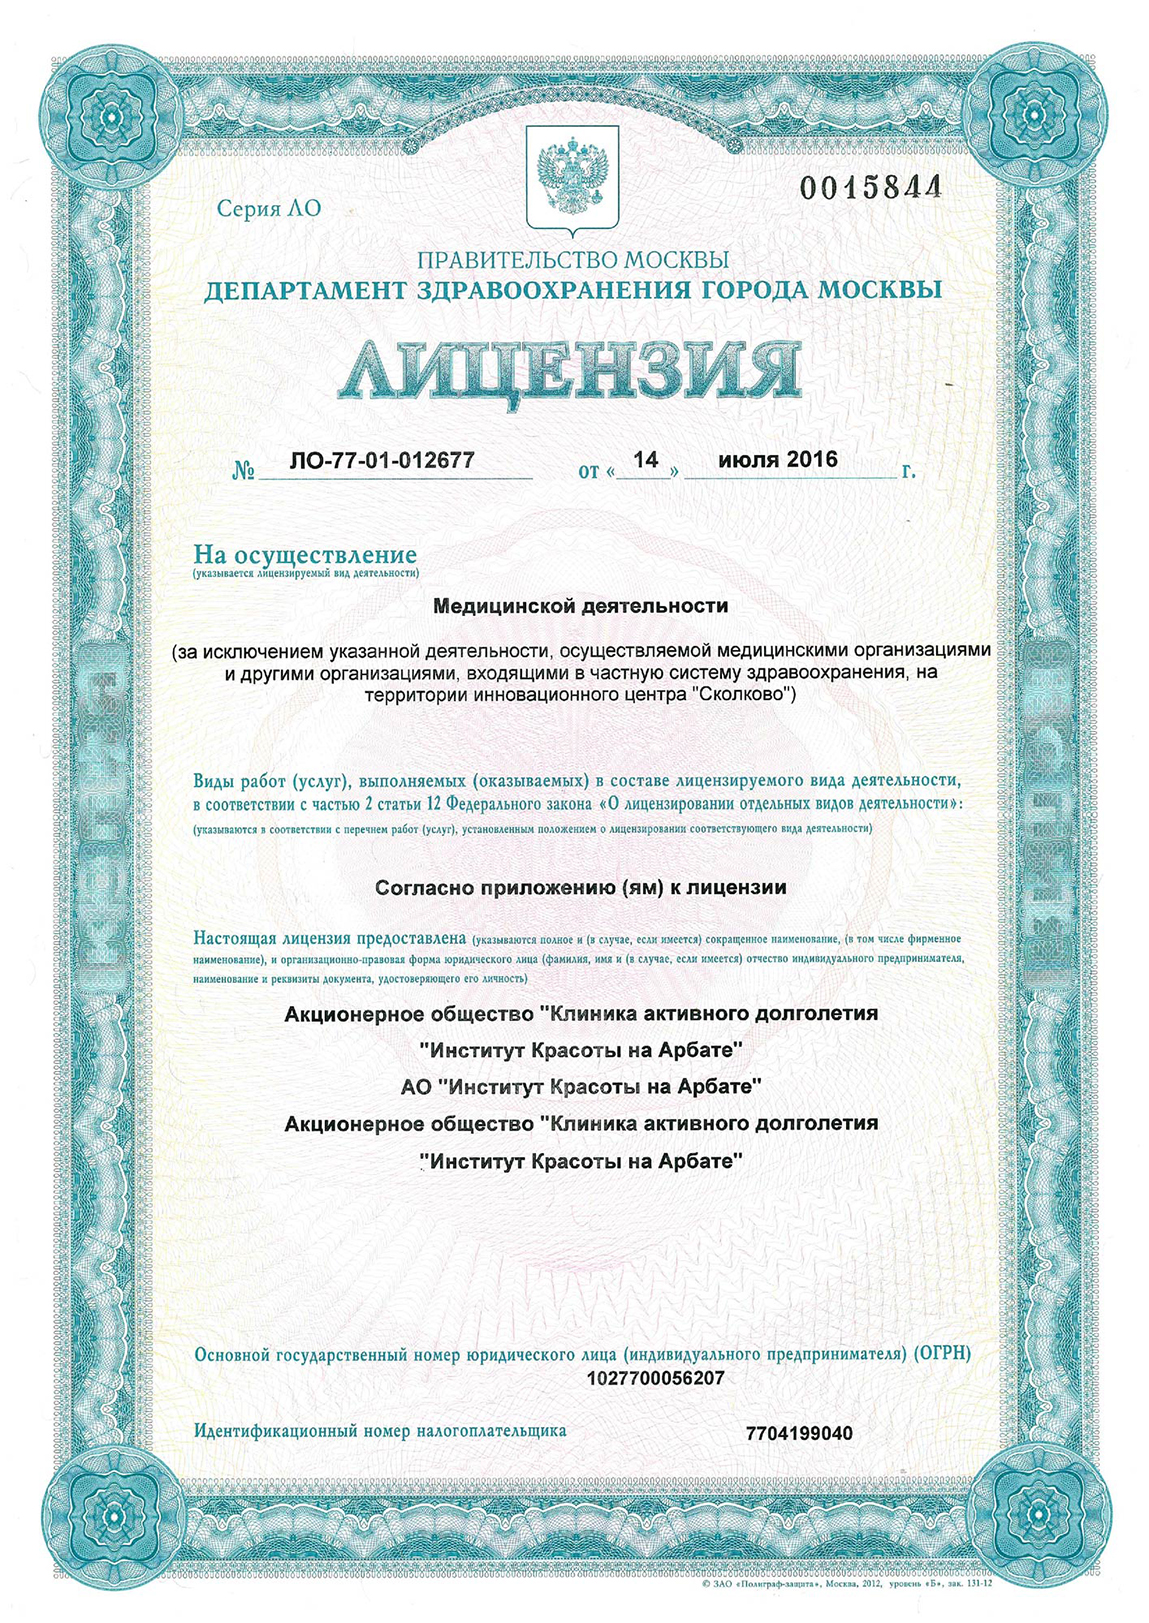 0015844
Серия ЛО
ПРАВИТЕЛЬСТВО МОСКВЫ
ДЕПАРТАМЕНТ ЗДРАВООХРАНЕНИЯ ГОРОДА МОСКВЫ
ЛИЦЕНЗИЯ
№ ЛО-77-01-012677 от «14» июля 2016 г.
На осуществление
(указывается лицензируемый вид деятельности)
Медицинской деятельности
(за исключением указанной деятельности, осуществляемой медицинскими организациями
и другими организациями, входящими в частную систему здравоохранения, на
территории инновационного центра "Сколково")
Виды работ (услуг), выполняемых (оказываемых) в составе лицензируемого вида деятельности,
в соответствии с частью 2 статьи 12 Федерального закона «О лицензировании отдельных видов деятельности»:
(указываются в соответствии с перечнем работ (услуг), установленным положением о лицензировании соответствующего вида деятельности)
Согласно приложению (ям) к лицензии
Настоящая лицензия предоставлена (указываются полное и (в случае, если имеется) сокращенное наименование, (в том числе фирменное
наименование), и организационно-правовая форма юридического лица (фамилия, имя и (в случае, если имеется) отчество индивидуального предпринимателя,
наименование и реквизиты документа, удостоверяющего его личность)
Акционерное общество "Клиника активного долголетия
"Институт Красоты на Арбате"
АО "Институт Красоты на Арбате"
Акционерное общество "Клиника активного долголетия
"Институт Красоты на Арбате"
Основной государственный номер юридического лица (индивидуального предпринимателя) (ОГРН)
1027700056207
Идентификационный номер налогоплательщика 7704199040
© ЗАО «Полиграф-защита», Москва, 2012, уровень «Б», зак. 131-12